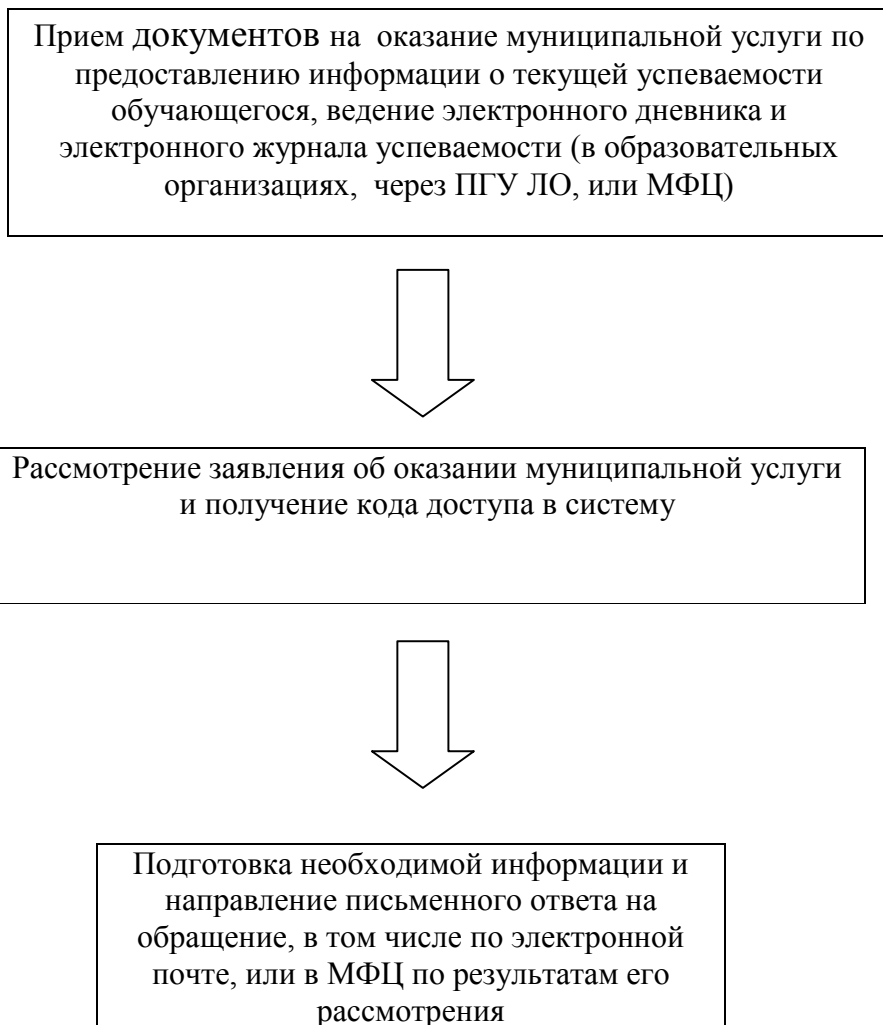 Прием документов на оказание муниципальной услуги по
предоставлению информации о текущей успеваемости
обучающегося, ведение электронного дневника и
электронного журнала успеваемости (в образовательных
организациях, через ПГУ ЛО, или МФЦ)
Рассмотрение заявления об оказании муниципальной услуги
и получение кода доступа в систему
Подготовка необходимой информации и
направление письменного ответа на
обращение, в том числе по электронной
почте, или в МФЦ по результатам его
рассмотрения